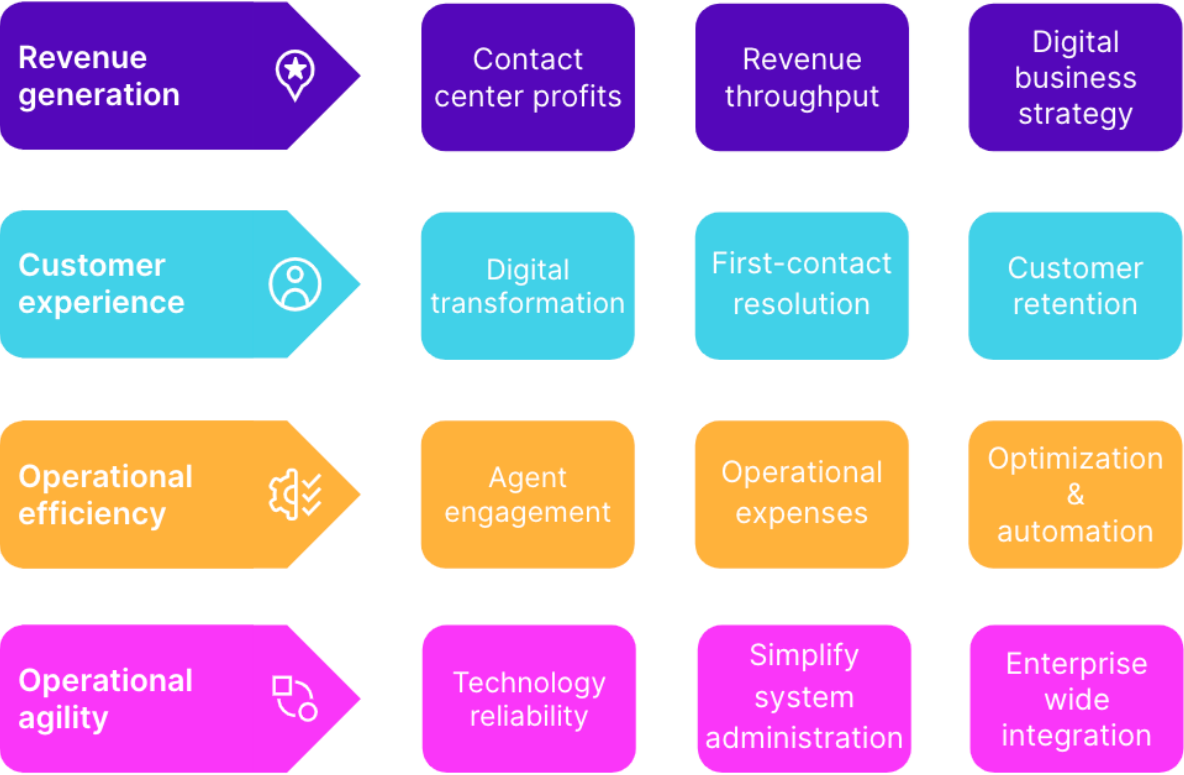 Revenue
generation
Contact
center profits
Revenue
throughput
Digital
business
strategy
Customer
experience
Digital
transformation
First-contact
resolution
Customer
retention
Operational
efficiency
Agent
engagement
Operational
expenses
Optimization
&
automation
Operational
agility
Technology
reliability
Simplify
system
administration
Enterprise
wide
integration